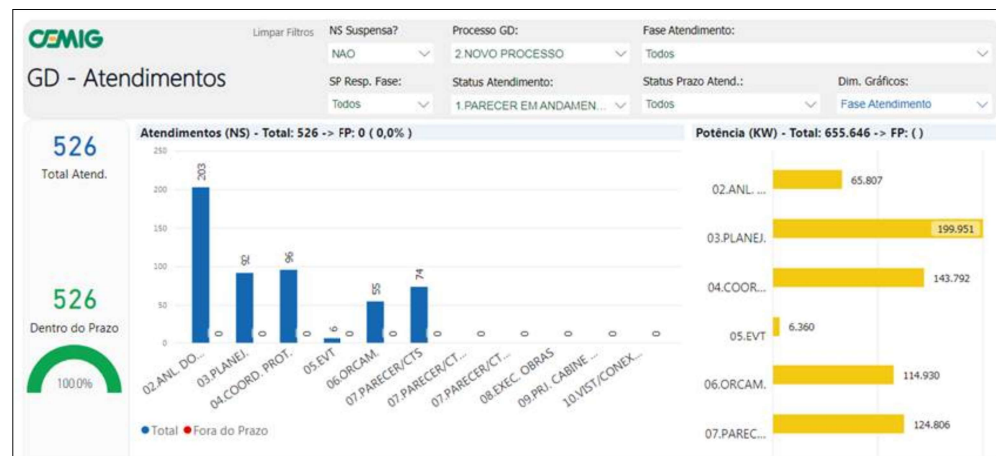 CEMIG
Limpar Filtros
NS Suspensa?
Processo GD:
Fase Atendimento:
NAO
2.NOVO PROCESSO
Todos
GD - Atendimentos
SP Resp. Fase:
Status Atendimento:
Status Prazo Atend.:
Dim. Gráficos:
Todos
1.PARECER EM ANDAMEN...
Todos
Fase Atendimento
526
Total Atend.
526
Dentro do Prazo
100.0%
Atendimentos (NS) - Total: 526 -> FP: 0 ( 0,0% )
250
200
150
100
50
0
203
0
92
0
96
0
6
0
55
0
74
0
0
0
0
0
0
02.ANL. DO...
03.PLANEJ.
04.COORD. PROT.
05.EVT
06.ORCAM.
07.PARECER/CTS
07.PARECER/CT...
07.PARECER/CT...
08.EXEC. OBRAS
09.PRJ. CABINE ...
10.VIST/CONEX...
Total
Fora do Prazo
Potência (KW) - Total: 655.646 -> FP: ( )
02.ANL. ...
65.807
03.PLANEJ.
199.951
04.COOR...
143.792
05.EVT
6.360
06.ORCAM.
114.930
07.PAREC...
124.806